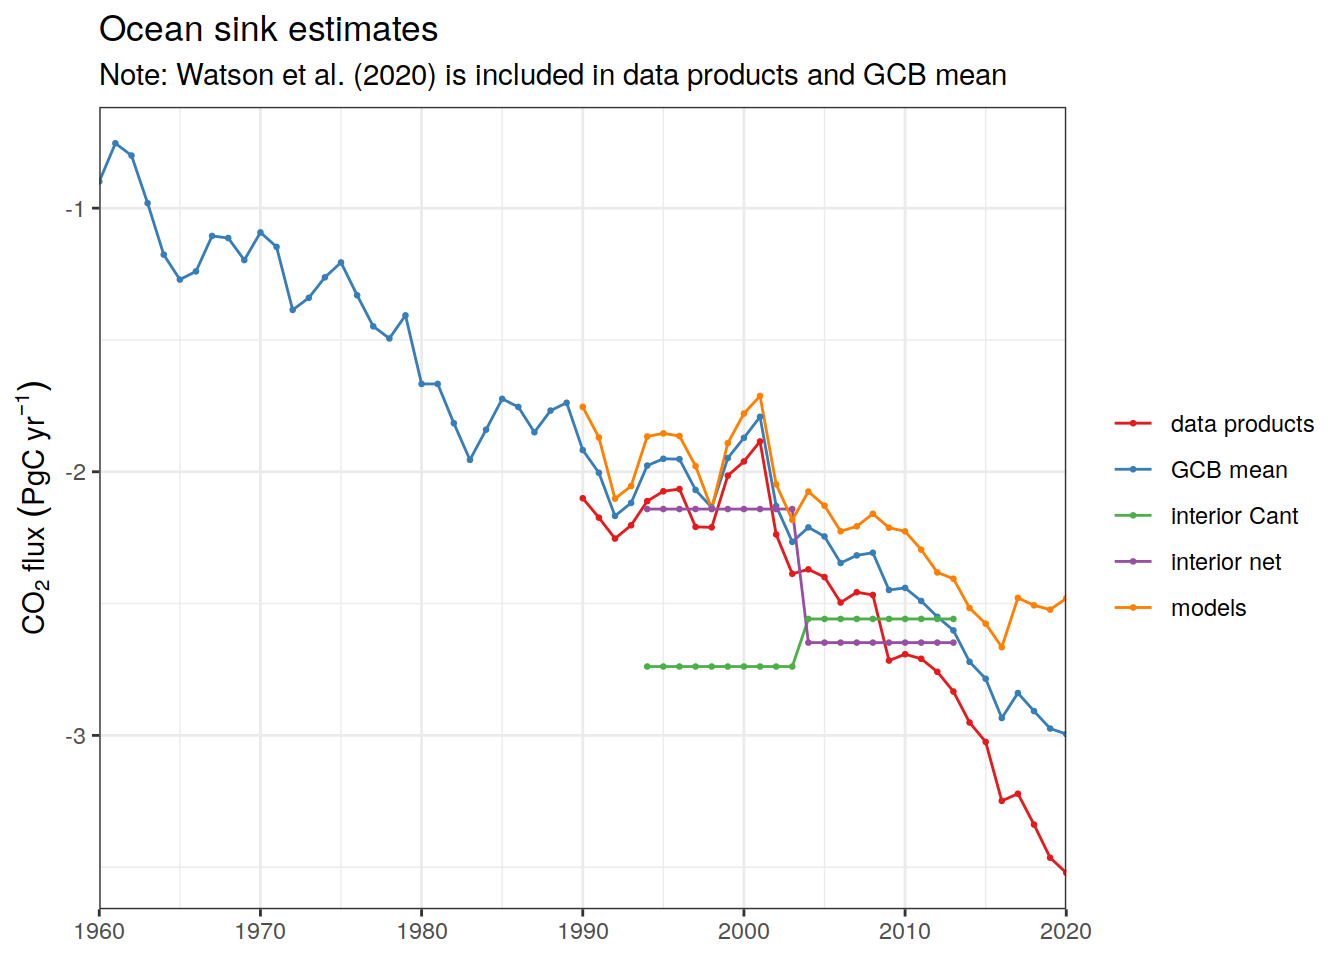 Ocean sink estimates
Note: Watson et al. (2020) is included in data products and GCB mean
CO₂ flux (PgC yr⁻¹)
-1
-2
-3
1960 1970 1980 1990 2000 2010 2020
data products
GCB mean
interior Cant
interior net
models